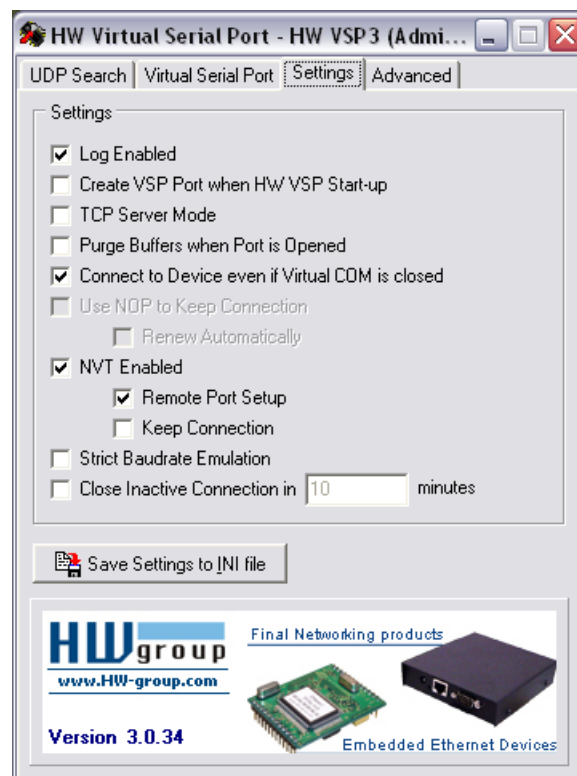 HW Virtual Serial Port - HW VSP3 (Admi...
UDP Search
Virtual Serial Port
Settings
Advanced
Settings
Log Enabled
Create VSP Port when HW VSP Start-up
TCP Server Mode
Purge Buffers when Port is Opened
Connect to Device even if Virtual COM is closed
Use NOP to Keep Connection
Renew Automatically
NVT Enabled
Remote Port Setup
Keep Connection
Strict Baudrate Emulation
Close Inactive Connection in 10 minutes
Save Settings to INI file
HWgroup
www.HW-group.com
Version 3.0.34
Final Networking products
Embedded Ethernet Devices